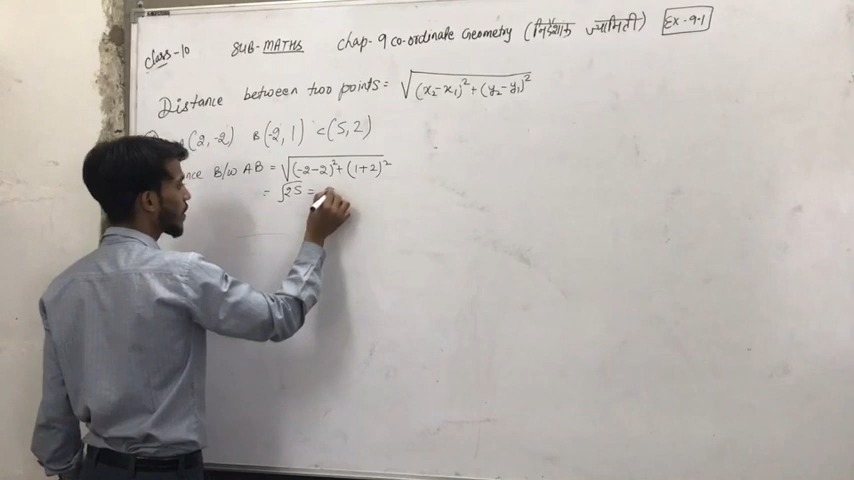 class-10 SUB-MATHS Chap-9 co-ordinate Geometry (निर्देशांक ज्यामिती) Ex-9.1
Distance between two points = √(x₂-x₁)²+(y₂-y₁)²
(2,-2) B(-2,1) C(5,2)
B/w AB = √(-2-2)²+(1+2)²
= √25 =